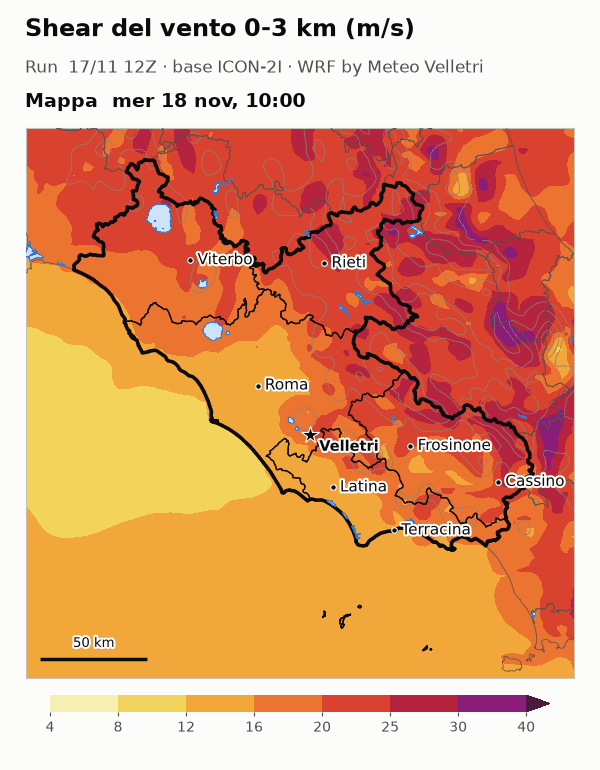 Shear del vento 0-3 km (m/s)
Run  17/11 12Z · base ICON-2I · WRF by Meteo Velletri
Mappa  mer 18 nov, 10:00
Viterbo
Rieti
Roma
Velletri
Frosinone
Cassino
Latina
Terracina
50 km
4 8 12 16 20 25 30 40